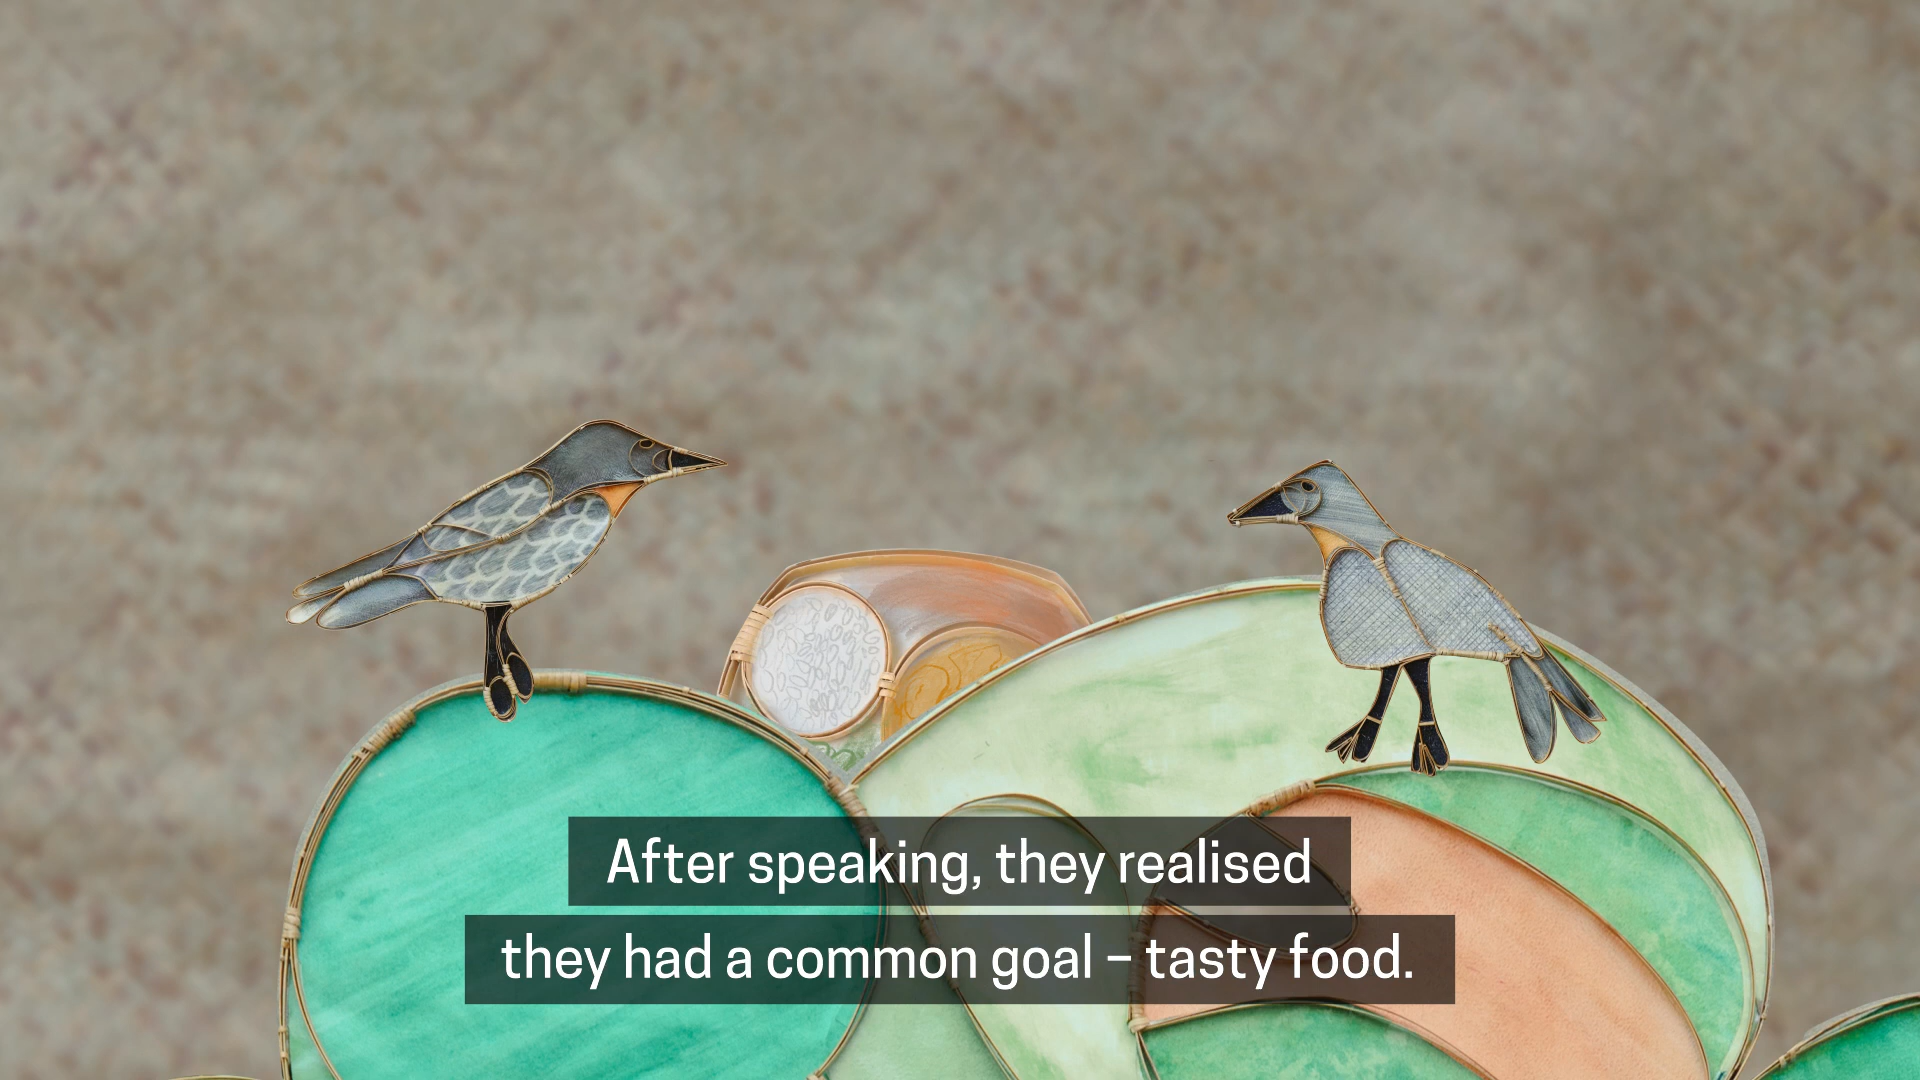 After speaking, they realised
they had a common goal – tasty food.